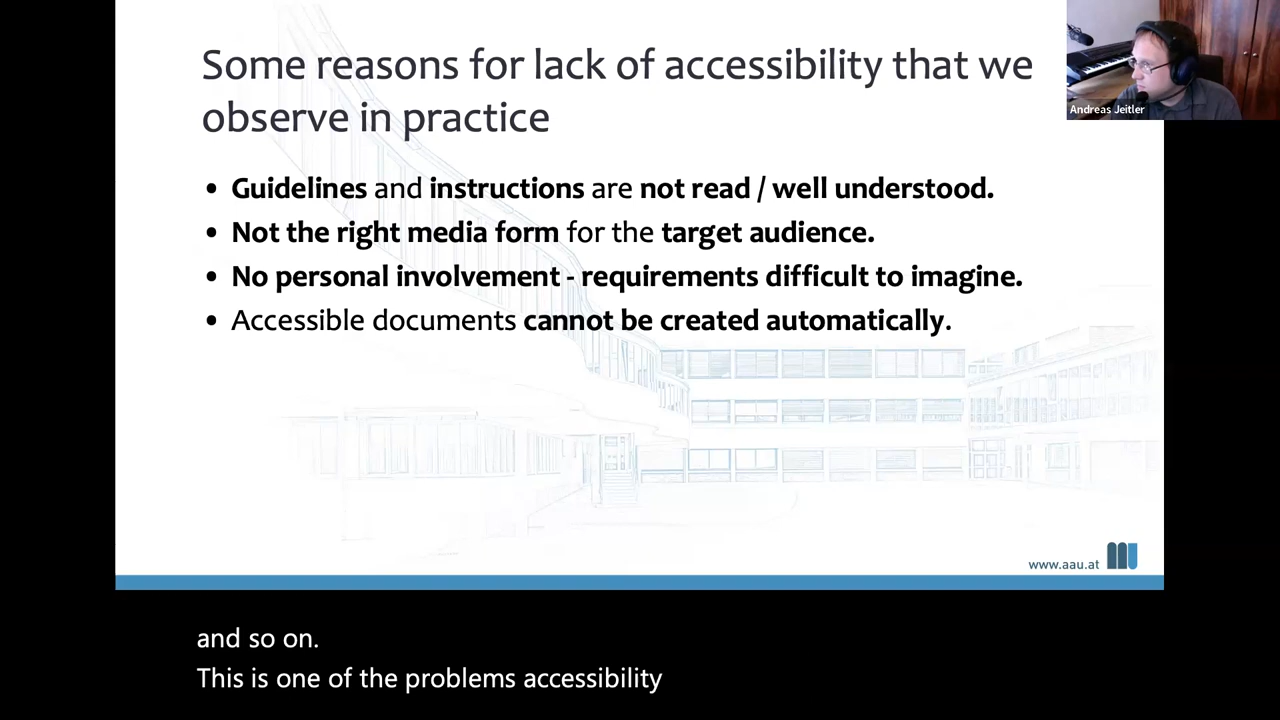 Some reasons for lack of accessibility that we
observe in practice
Andreas Jeitler
• Guidelines and instructions are not read / well understood.
• Not the right media form for the target audience.
• No personal involvement - requirements difficult to imagine.
• Accessible documents cannot be created automatically.
www.aau.at
and so on.
This is one of the problems accessibility